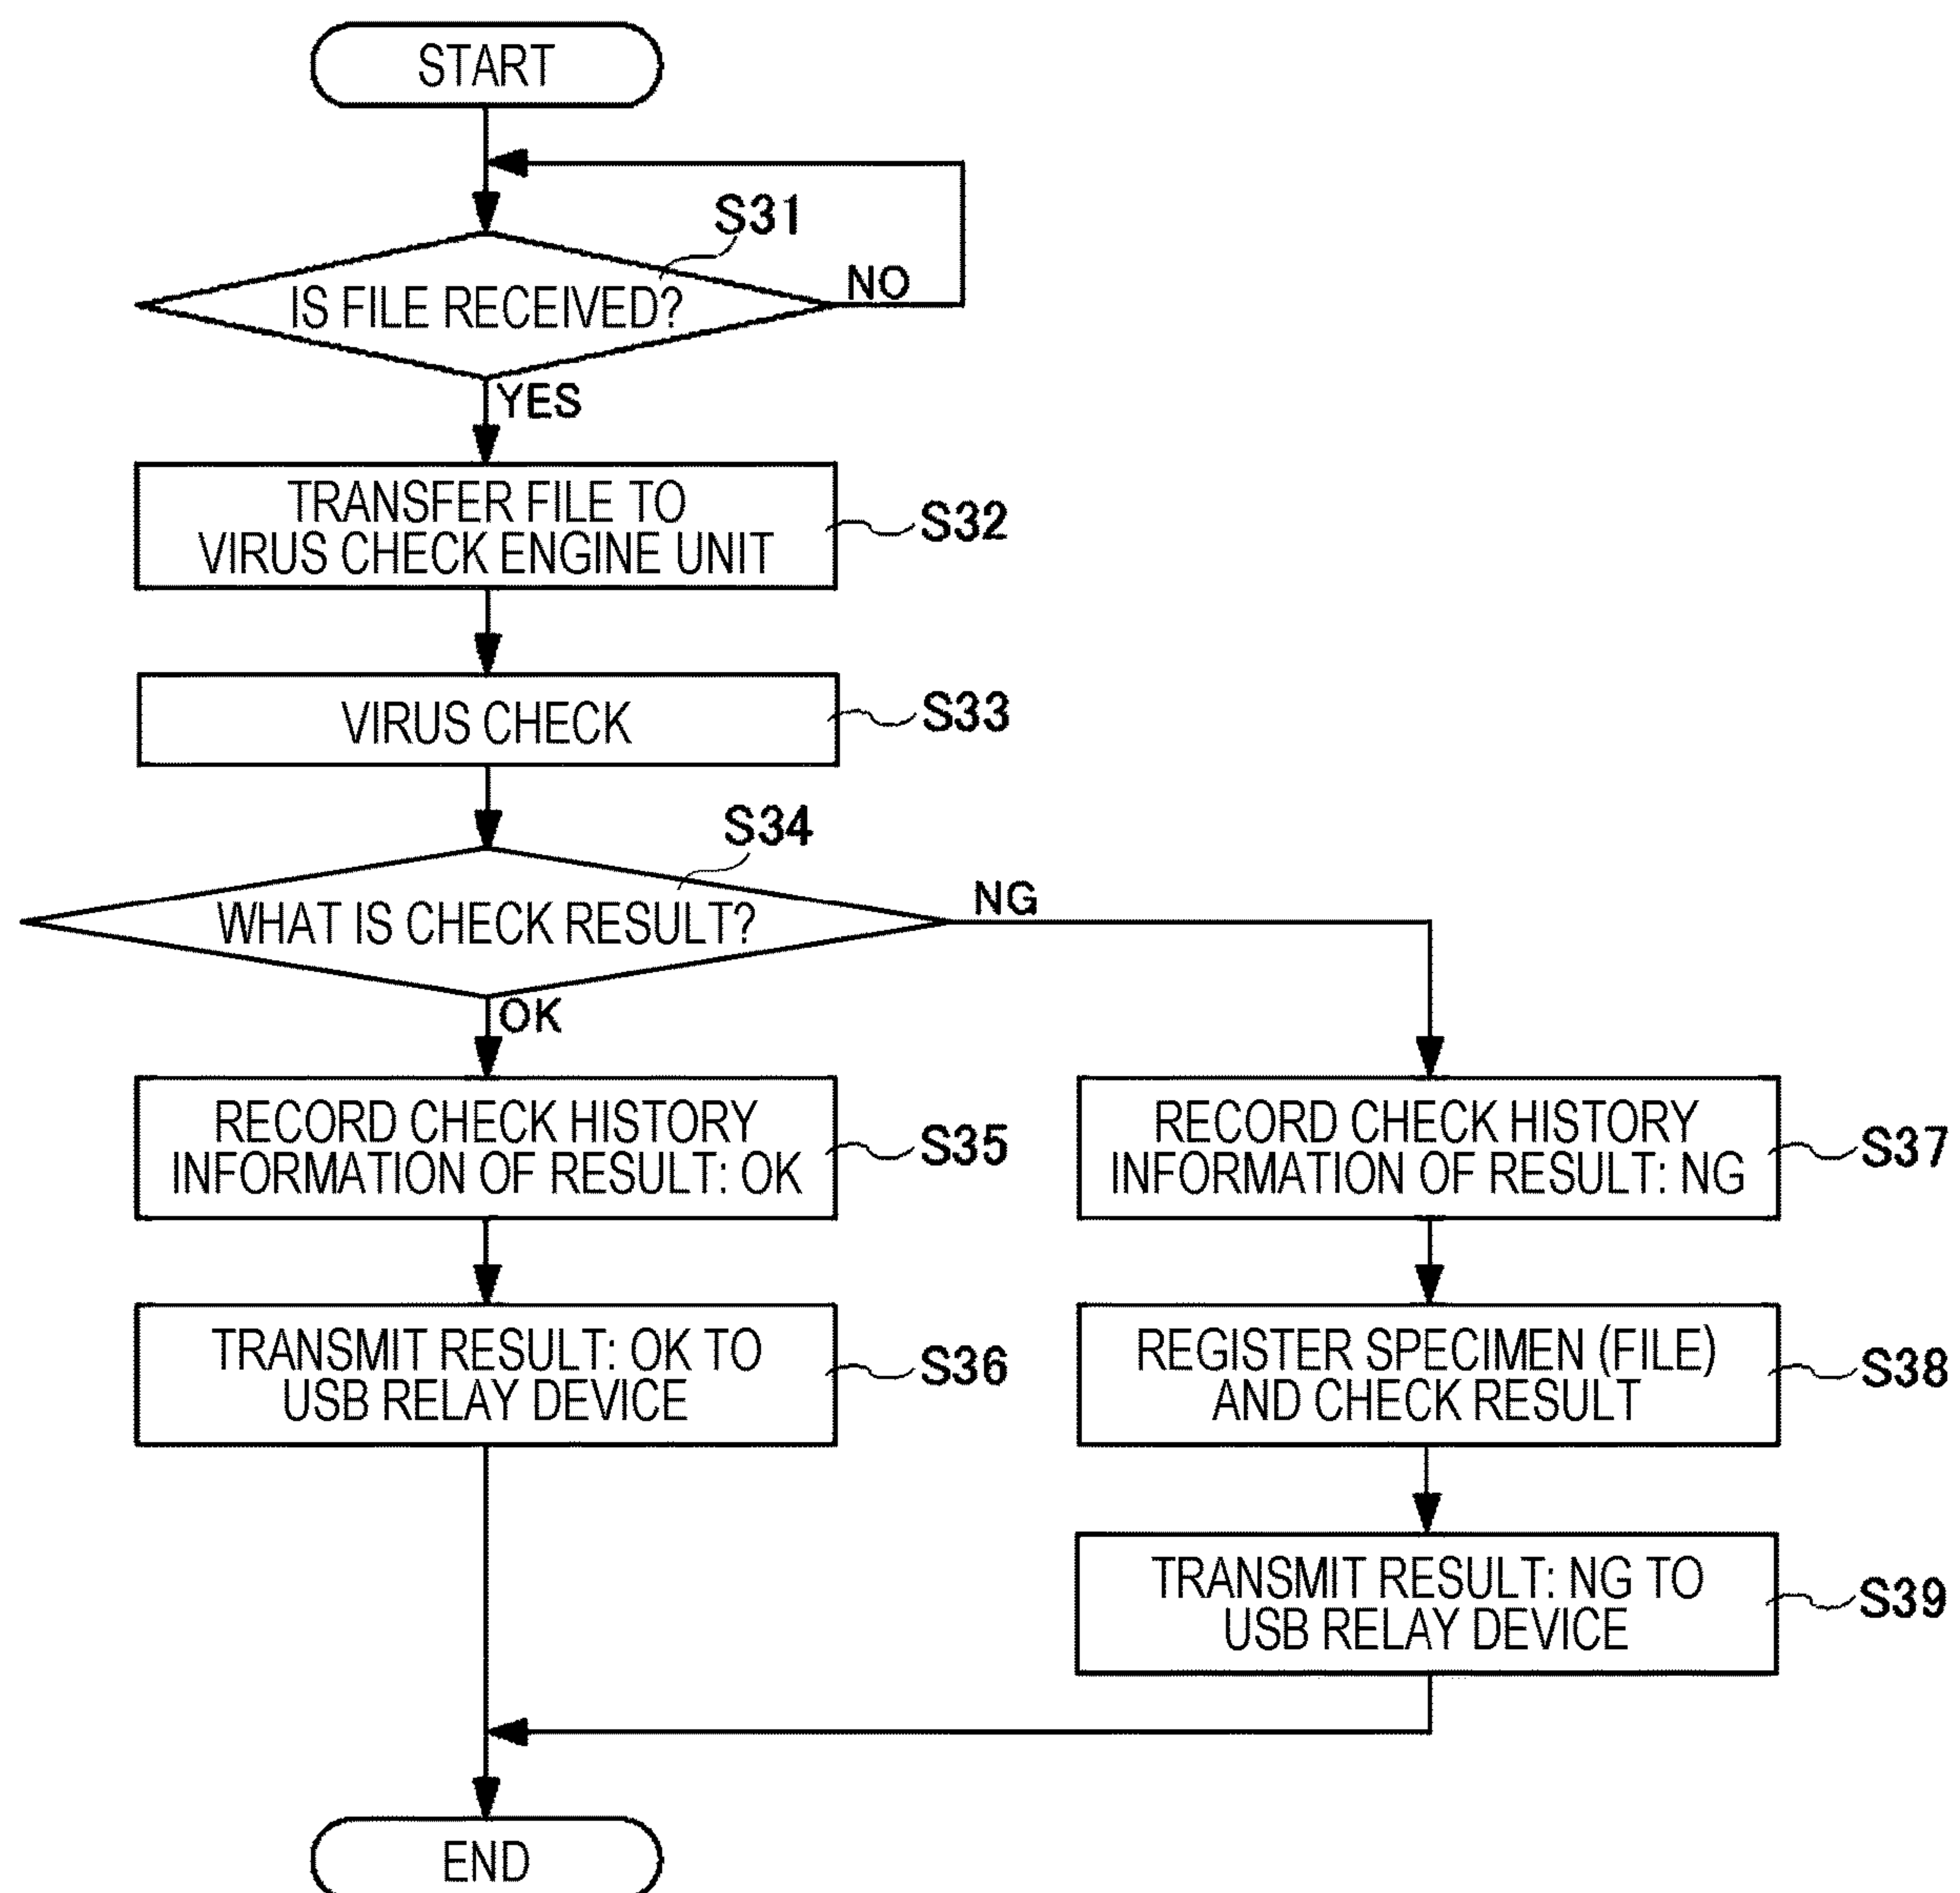 START
S31
IS FILE RECEIVED?
NO
YES
TRANSFER FILE TO
VIRUS CHECK ENGINE UNIT
S32
VIRUS CHECK
S33
S34
WHAT IS CHECK RESULT?
NG
OK
RECORD CHECK HISTORY
INFORMATION OF RESULT: OK
S35
RECORD CHECK HISTORY
INFORMATION OF RESULT: NG
S37
TRANSMIT RESULT: OK TO
USB RELAY DEVICE
S36
REGISTER SPECIMEN (FILE)
AND CHECK RESULT
S38
TRANSMIT RESULT: NG TO
USB RELAY DEVICE
S39
END